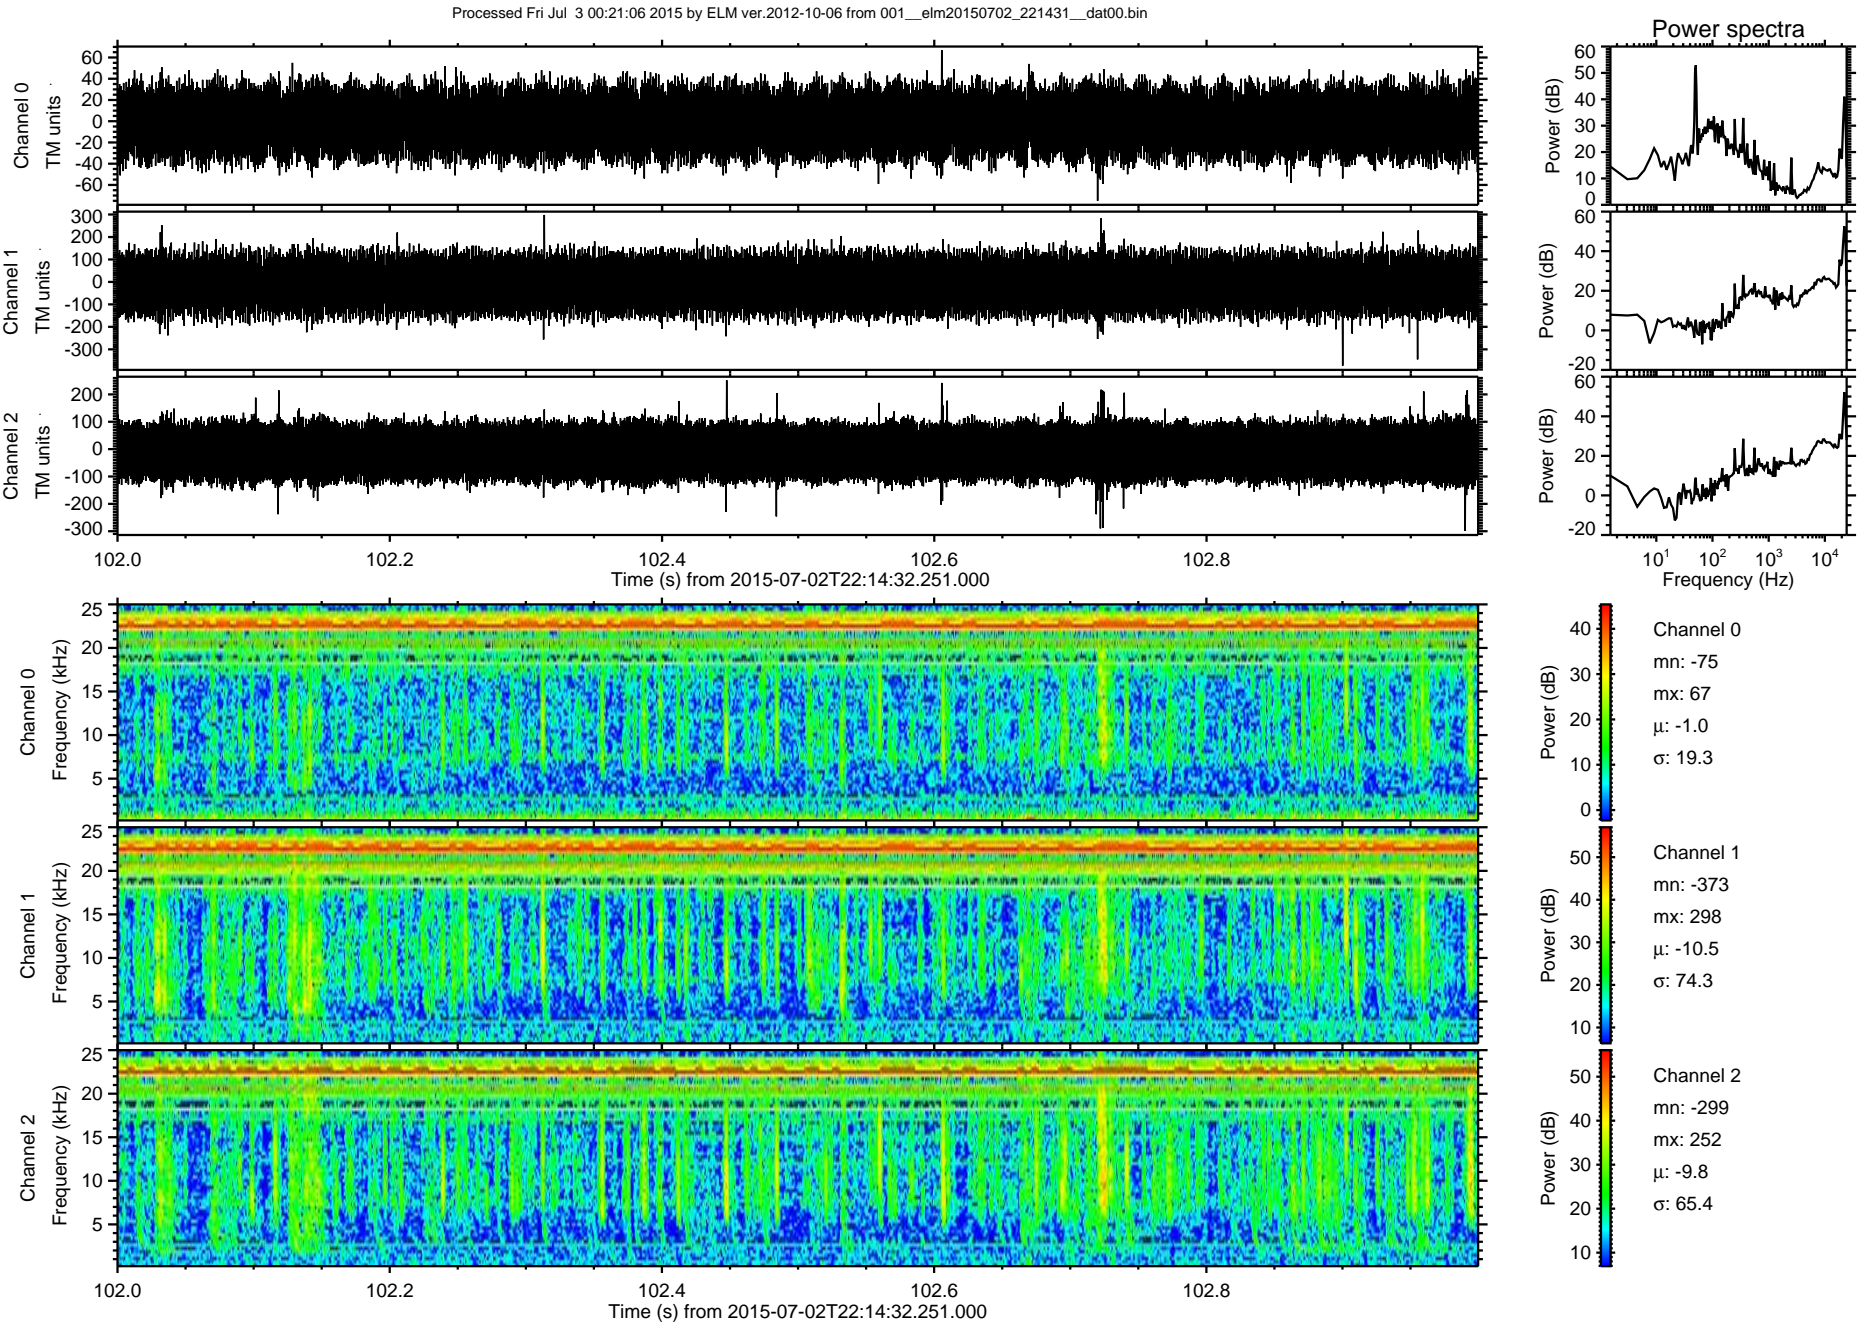 Processed Fri Jul  3 00:21:06 2015 by ELM ver.2012-10-06 from 001__elm20150702_221431__dat00.bin
Power spectra
Channel 0
TM units
60
40
20
0
-20
-40
-60
Power (dB)
60
50
40
30
20
10
0
Channel 1
TM units
300
200
100
0
-100
-200
-300
Power (dB)
60
40
20
0
-20
Channel 2
TM units
200
100
0
-100
-200
-300
Power (dB)
60
40
20
0
-20
102.0 102.2 102.4 102.6 102.8
Time (s) from 2015-07-02T22:14:32.251.000
10¹ 10² 10³ 10⁴
Frequency (Hz)
Channel 0
Frequency (kHz)
25
20
15
10
5
Power (dB)
40
30
20
10
0
Channel 0
mn: -75
mx: 67
μ: -1.0
σ: 19.3
Channel 1
Frequency (kHz)
25
20
15
10
5
Power (dB)
50
40
30
20
10
Channel 1
mn: -373
mx: 298
μ: -10.5
σ: 74.3
Channel 2
Frequency (kHz)
25
20
15
10
5
Power (dB)
50
40
30
20
10
Channel 2
mn: -299
mx: 252
μ: -9.8
σ: 65.4
102.0 102.2 102.4 102.6 102.8
Time (s) from 2015-07-02T22:14:32.251.000